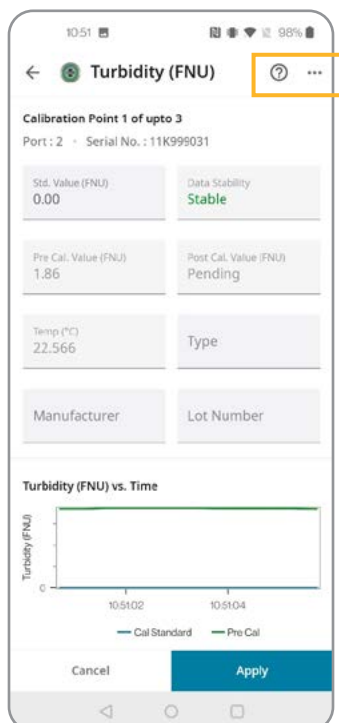 10:51 98%
Turbidity (FNU)
Calibration Point 1 of upto 3
Port : 2 Serial No. : 11K999031
Std. Value (FNU) Data Stability
0.00 Stable
Pre Cal. Value (FNU) Post Cal. Value (FNU)
1.86 Pending
Temp (°C)
22.566 Type
Manufacturer Lot Number
Turbidity (FNU) vs. Time
Turbidity (FNU)
0
10:51:02 10:51:04
Cal Standard Pre Cal
Cancel Apply